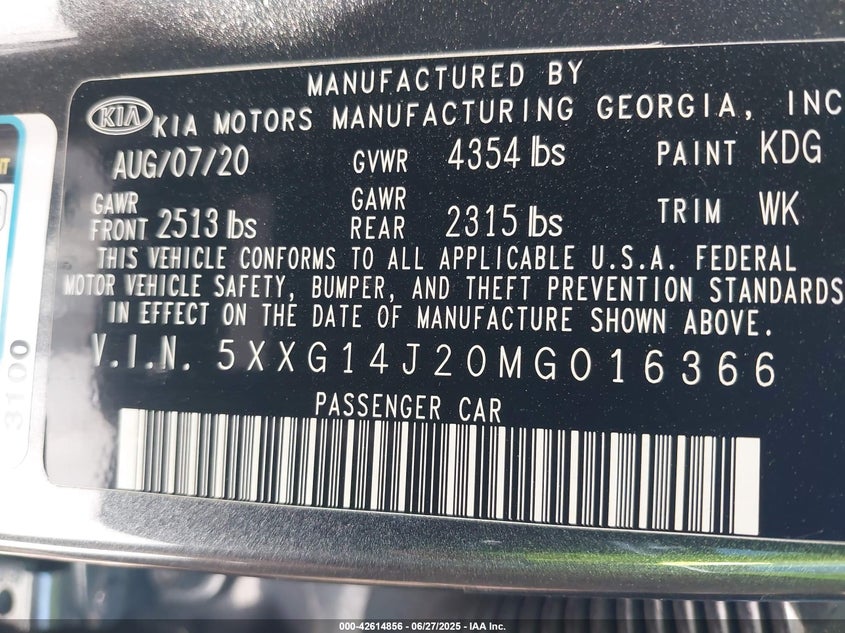 MANUFACTURED BY
KIA KIA MOTORS MANUFACTURING GEORGIA, INC
AUG/07/20 GVWR 4354 lbs PAINT KDG
GAWR FRONT 2513 lbs GAWR REAR 2315 lbs TRIM WK
THIS VEHICLE CONFORMS TO ALL APPLICABLE U.S.A. FEDERAL
MOTOR VEHICLE SAFETY, BUMPER, AND THEFT PREVENTION STANDARDS
IN EFFECT ON THE DATE OF MANUFACTURE SHOWN ABOVE.
V.I.N. 5XXG14J20MG016366
PASSENGER CAR
3100
000-42614856 | 06/27/2025 - IAA Inc.